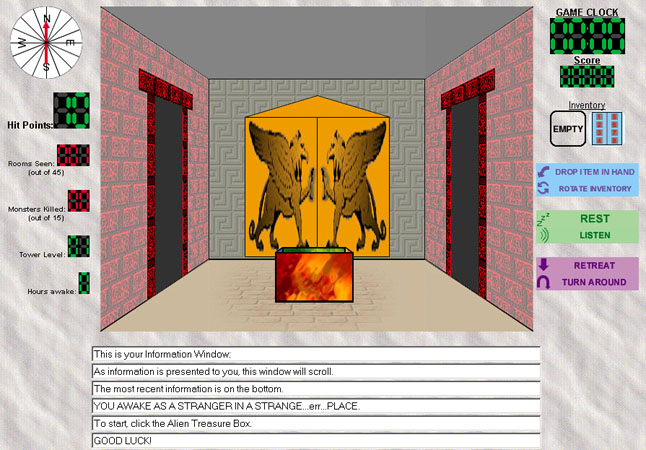 N
W
E
S
Hit Points:
Rooms Seen:
(out of 45)
Monsters Killed:
(out of 15)
Tower Level:
Hours awake:
GAME CLOCK
Score
Inventory
EMPTY
DROP ITEM IN HAND
ROTATE INVENTORY
Z Z Z
REST
LISTEN
RETREAT
TURN AROUND
This is your Information Window:
As information is presented to you, this window will scroll.
The most recent information is on the bottom.
YOU AWAKE AS A STRANGER IN A STRANGE...err...PLACE.
To start, click the Alien Treasure Box.
GOOD LUCK!